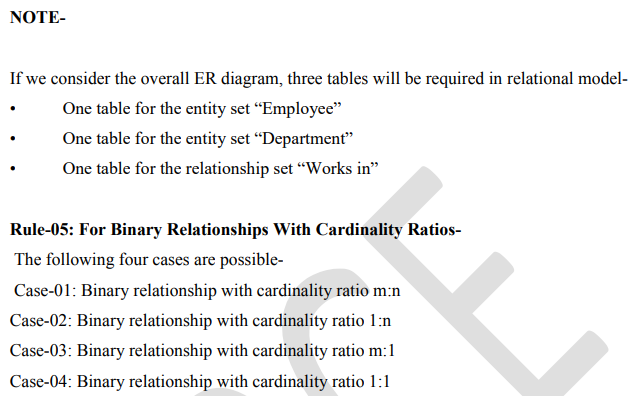 NOTE-
If we consider the overall ER diagram, three tables will be required in relational model-
• One table for the entity set “Employee”
• One table for the entity set “Department”
• One table for the relationship set “Works in”
Rule-05: For Binary Relationships With Cardinality Ratios-
The following four cases are possible-
Case-01: Binary relationship with cardinality ratio m:n
Case-02: Binary relationship with cardinality ratio 1:n
Case-03: Binary relationship with cardinality ratio m:1
Case-04: Binary relationship with cardinality ratio 1:1